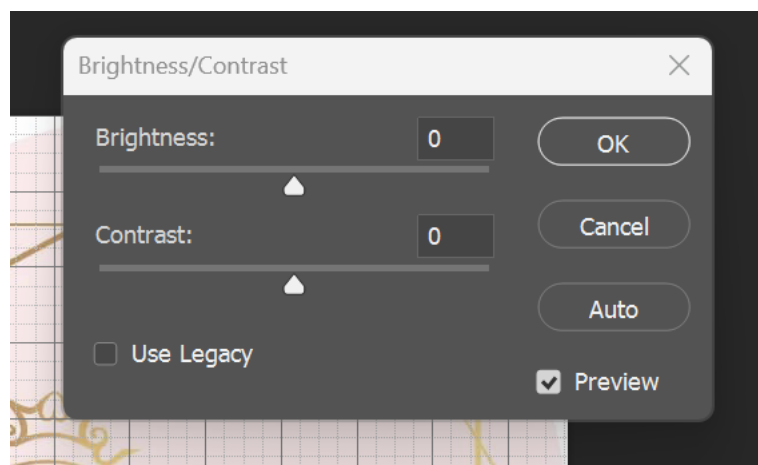 Brightness/Contrast
Brightness: 0
OK
Contrast: 0
Cancel
Auto
Use Legacy
Preview